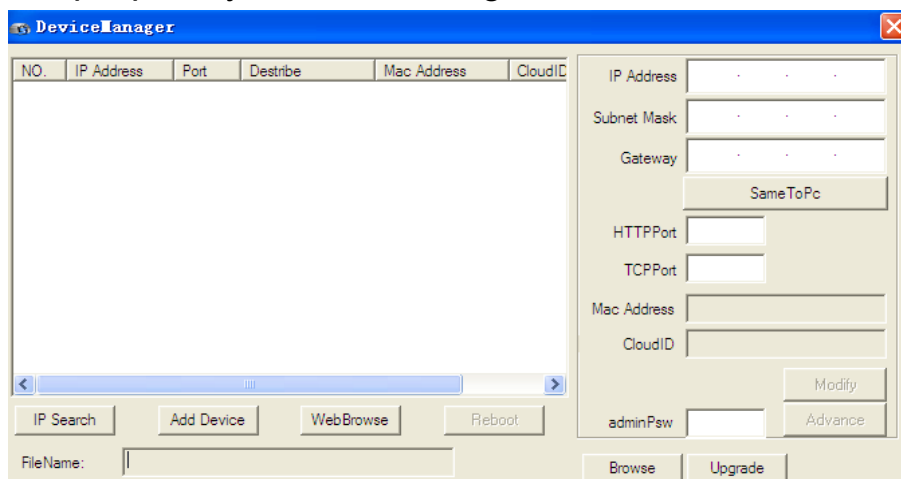 DeviceManager
NO. IP Address Port Destribe Mac Address CloudID
IP Address
Subnet Mask
Gateway
SameToPc
HTTPPort
TCPPort
Mac Address
CloudID
Modify
IP Search Add Device WebBrowse Reboot adminPsw Advance
FileName: Browse Upgrade